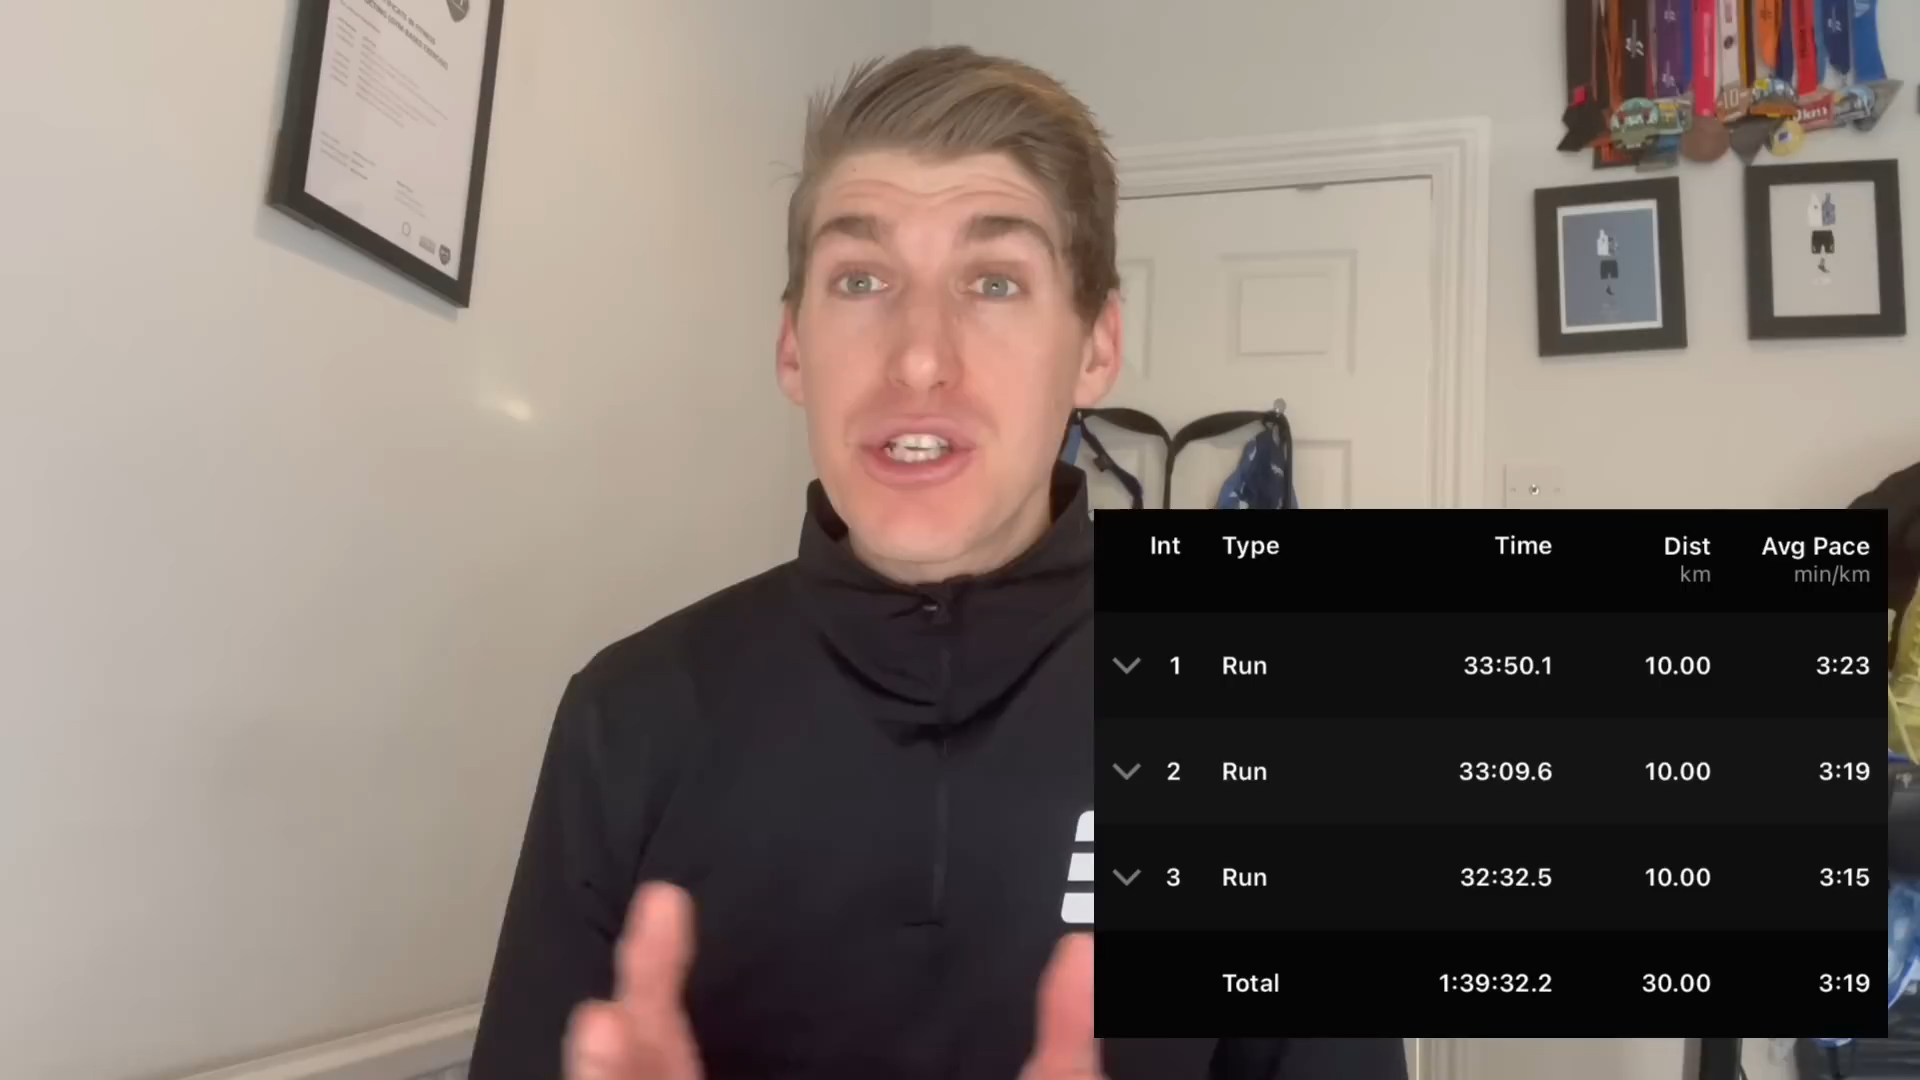 Int Type Time Dist Avg Pace
km min/km
1 Run 33:50.1 10.00 3:23
2 Run 33:09.6 10.00 3:19
3 Run 32:32.5 10.00 3:15
Total 1:39:32.2 30.00 3:19